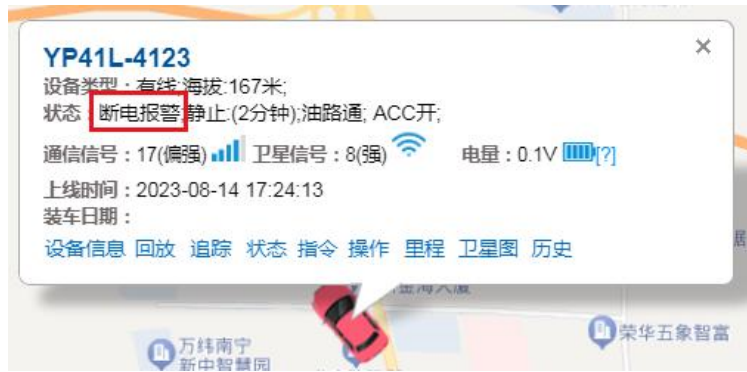 YP41L-4123
×
设备类型：有线;海拔:167米;
状态：断电报警;静止:(2分钟);油路通; ACC开;
通信信号：17(偏强) 卫星信号：8(强) 电量：0.1V [?]
上线时间：2023-08-14 17:24:13
装车日期：
设备信息 回放 追踪 状态 指令 操作 里程 卫星图 历史
荣华五象智富
万纬南宁
新中智慧园